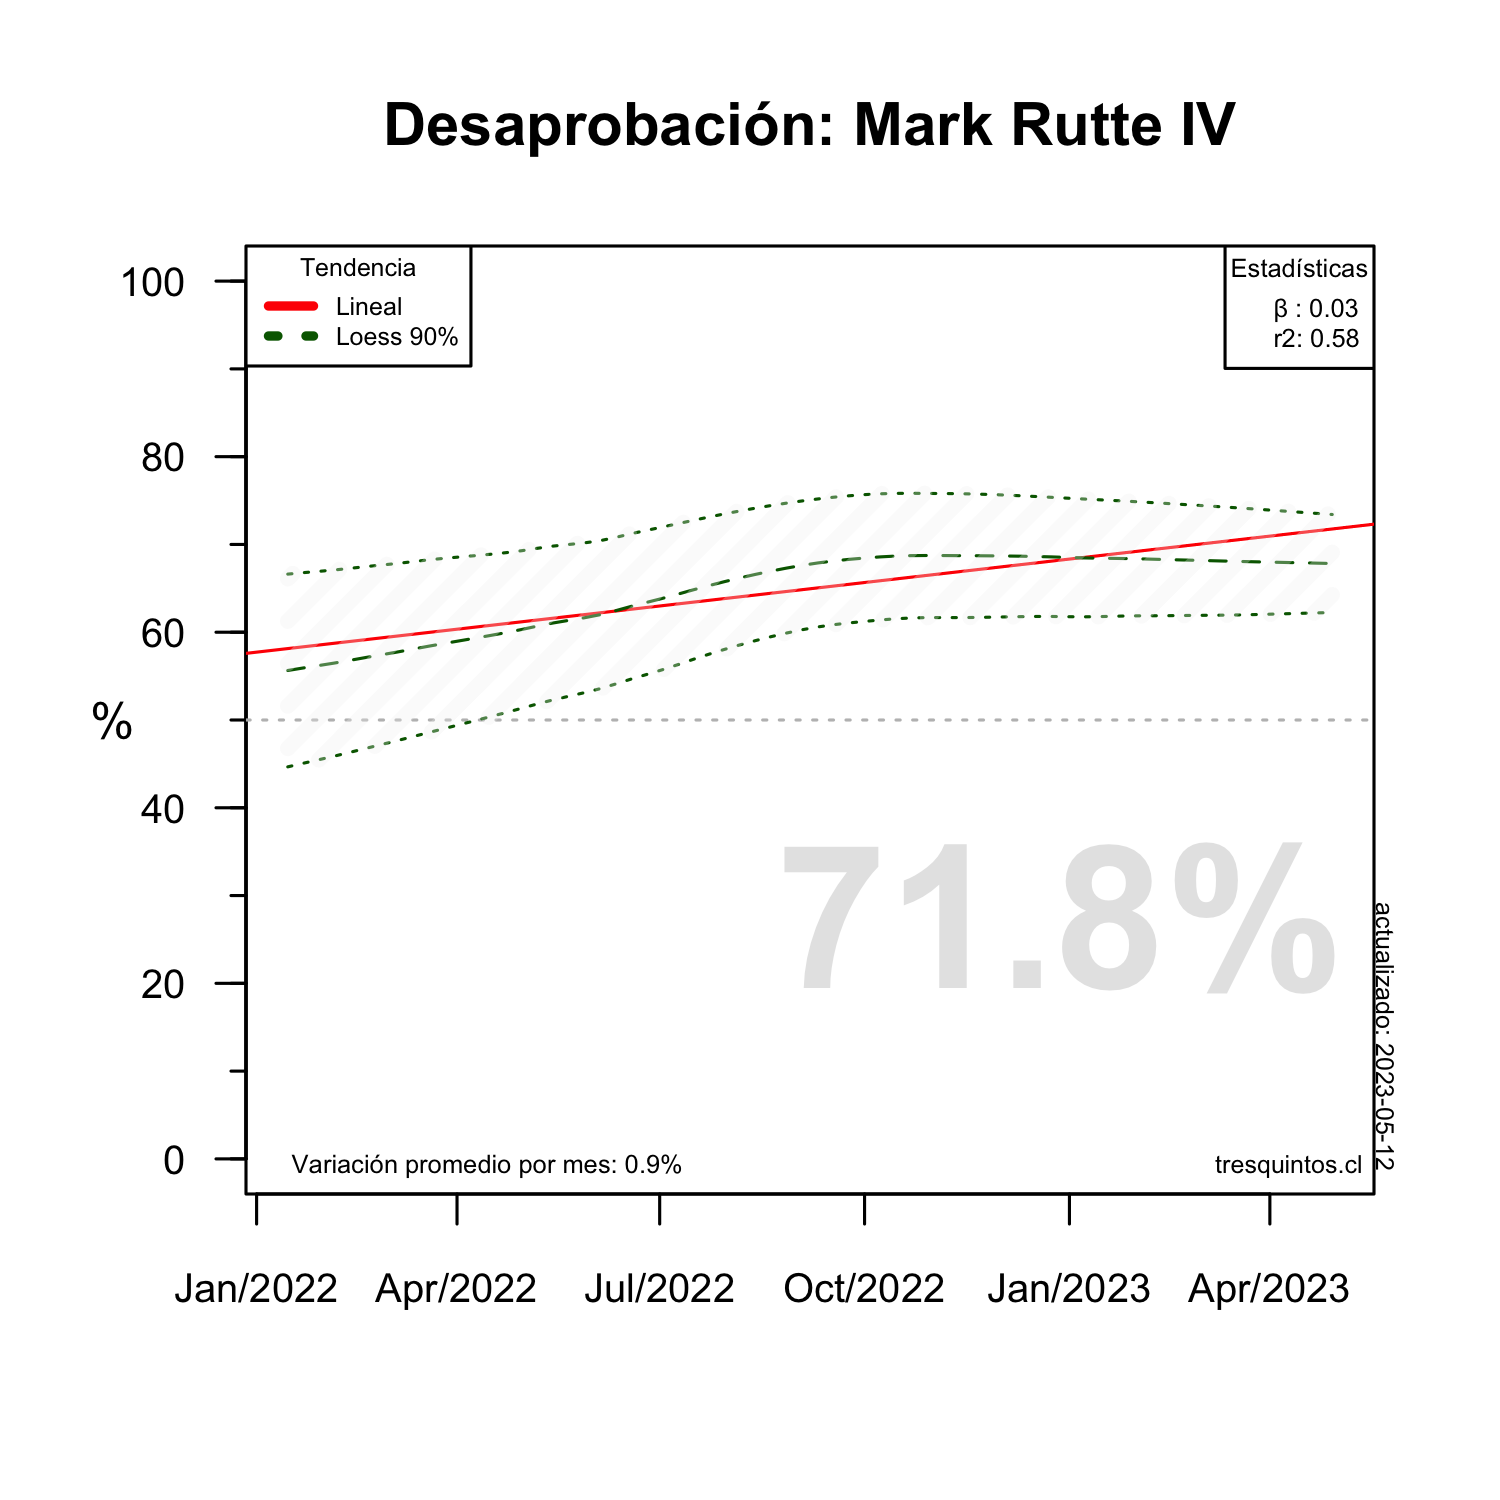 Desaprobación: Mark Rutte IV
Tendencia
Lineal
Loess 90%
Estadísticas
β : 0.03
r2: 0.58
100
80
60
%
40
20
0
71.8%
actualizado: 2023-05-12
Variación promedio por mes: 0.9%
tresquintos.cl
Jan/2022
Apr/2022
Jul/2022
Oct/2022
Jan/2023
Apr/2023